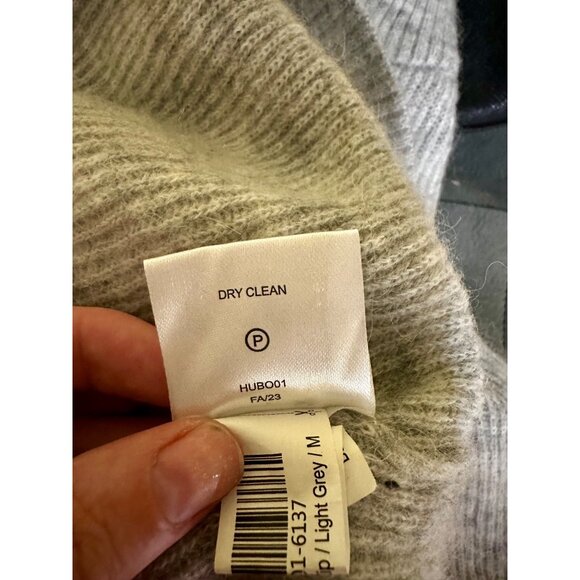 DRY CLEAN
P
HUBO01
FA/23
1-6137
/ Light Grey / M